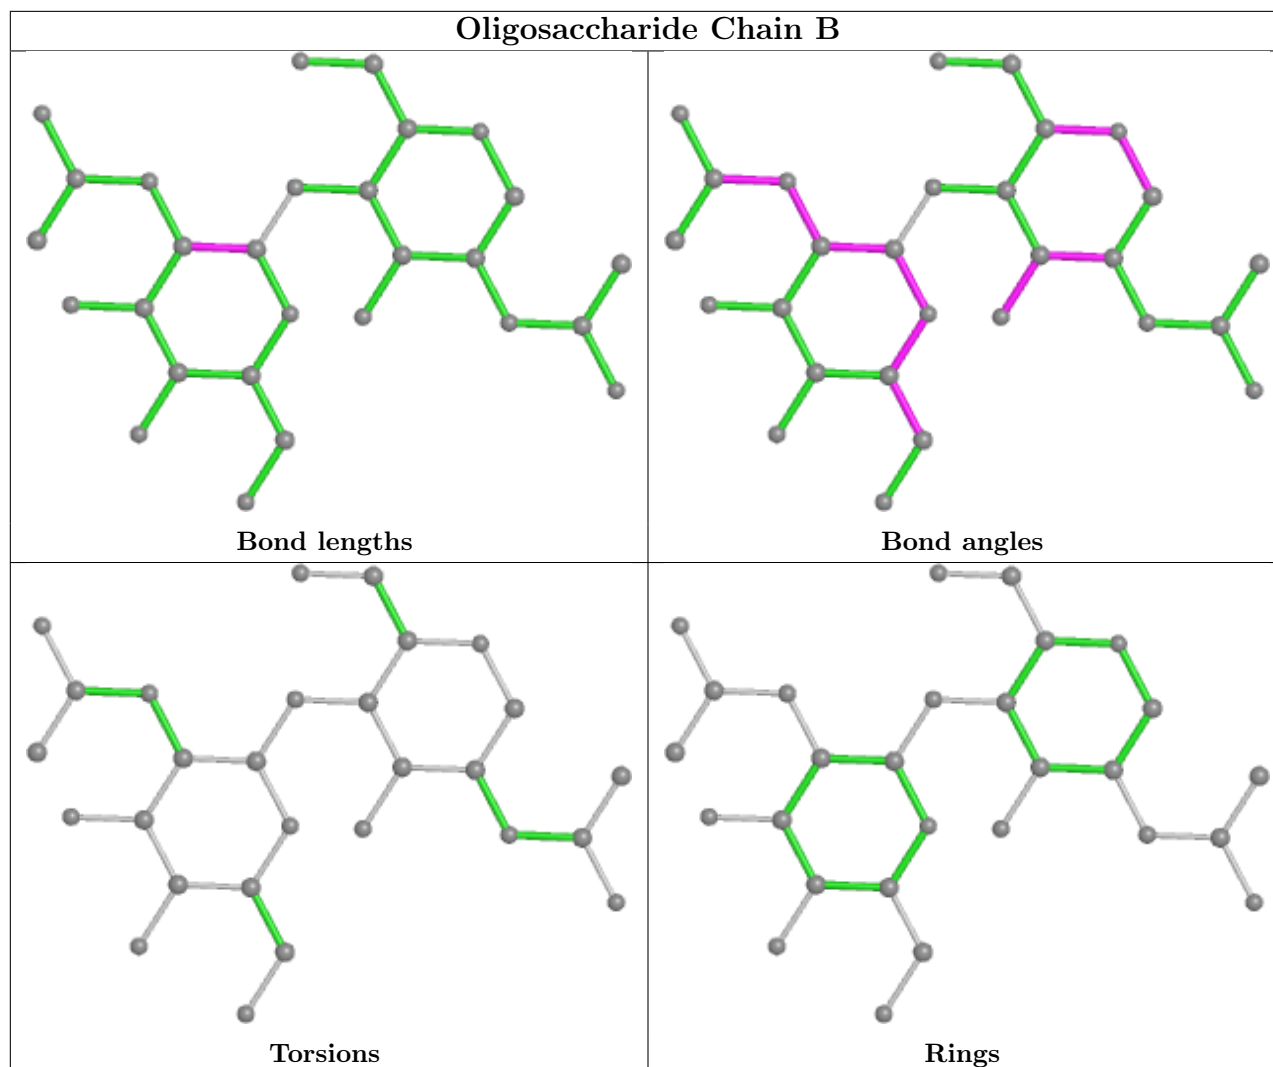 Oligosaccharide Chain B
Bond lengths
Bond angles
Torsions
Rings